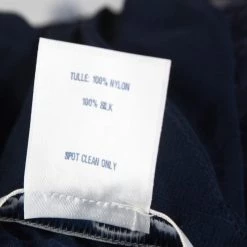 TULLE: 100% NYLON
100% SILK
SPOT CLEAN ONLY